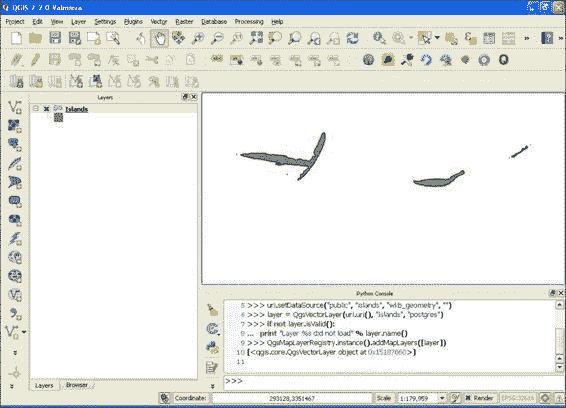 QGIS 2.2.0-Valmiera
Project Edit View Layer Settings Plugins Vector Raster Database Processing Help
Layers
Islands
Python Console
5 >>> uri.setDataSource("public", "islands", "wkb_geometry", "")
6 >>> layer = QgsVectorLayer(uri.uri(), "islands", "postgres")
7 >>> if not layer.isValid():
8 ... print "Layer %s did not load" % layer.name()
9 >>> QgsMapLayerRegistry.instance().addMapLayers([layer])
10 [<qgis.core.QgsVectorLayer object at 0x15187660>]
11
>>>
Layers Browser
Coordinate: 293128,3351467 Scale 1:179,959 Render EPSG:32616